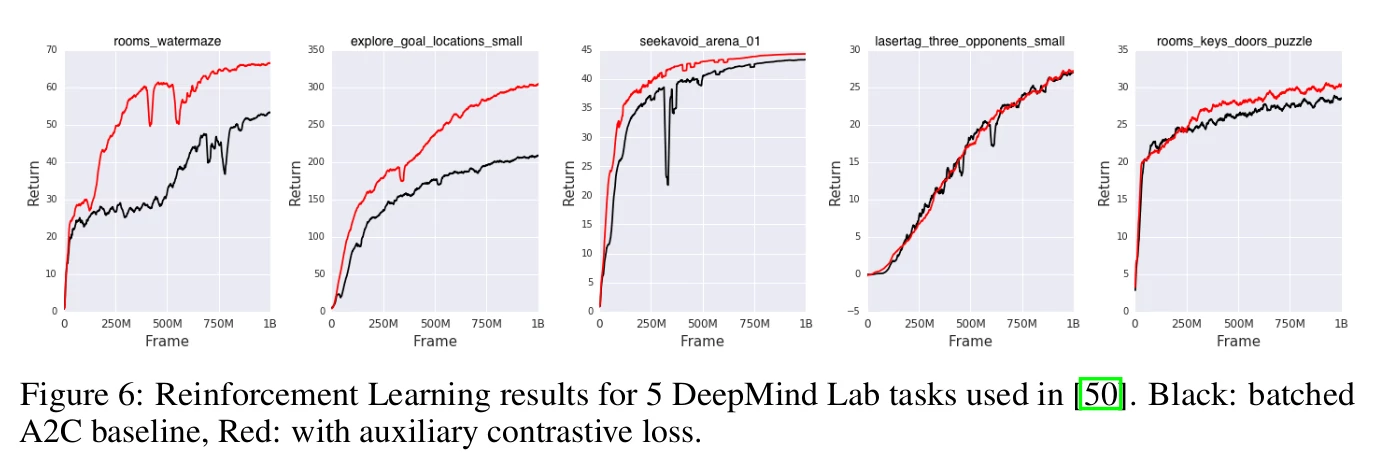 rooms_watermaze
70
60
50
40
30
20
10
0
Return
0 250M 500M 750M 1B
Frame
explore_goal_locations_small
350
300
250
200
150
100
50
0
Return
0 250M 500M 750M 1B
Frame
seekavoid_arena_01
45
40
35
30
25
20
15
10
5
0
Return
0 250M 500M 750M 1B
Frame
lasertag_three_opponents_small
30
25
20
15
10
5
0
−5
Return
0 250M 500M 750M 1B
Frame
rooms_keys_doors_puzzle
35
30
25
20
15
10
5
0
Return
0 250M 500M 750M 1B
Frame
Figure 6: Reinforcement Learning results for 5 DeepMind Lab tasks used in [50]. Black: batched
A2C baseline, Red: with auxiliary contrastive loss.